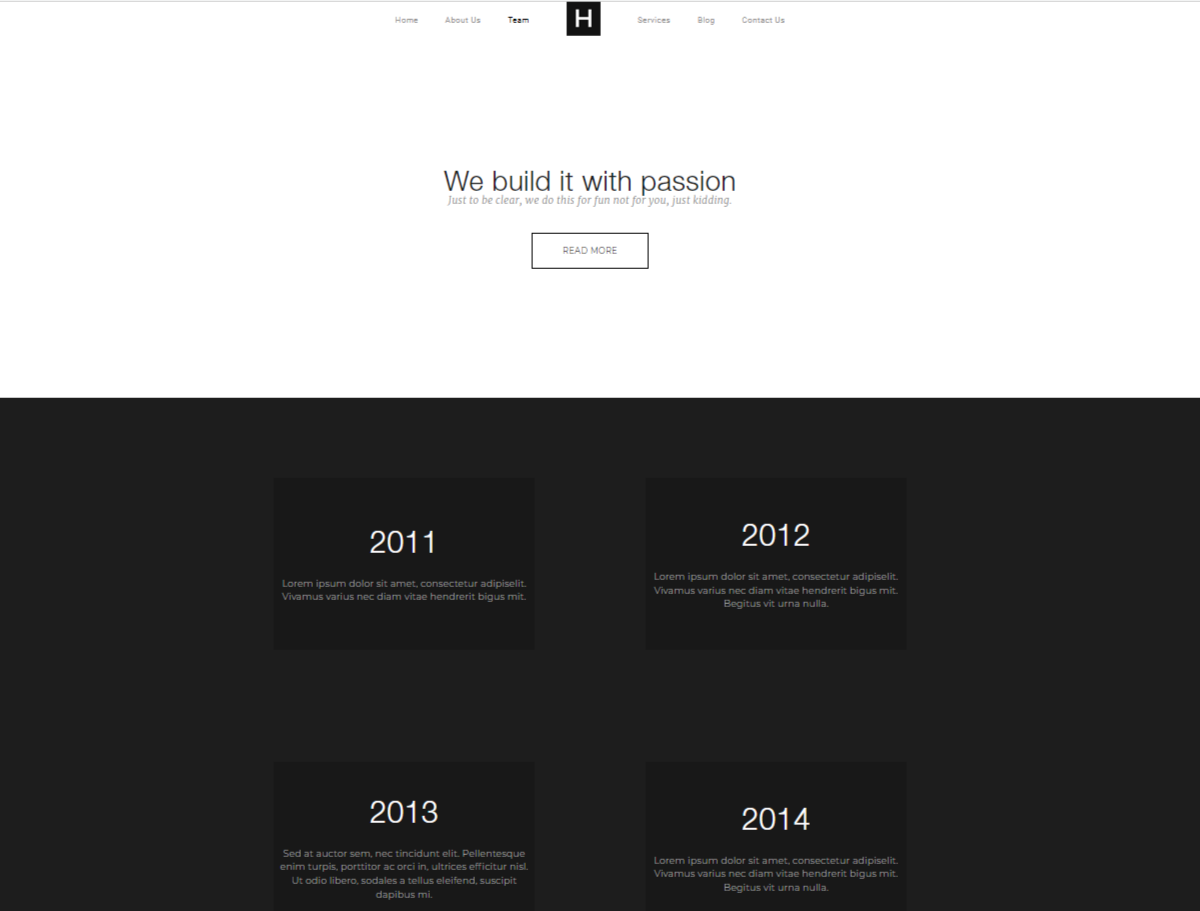 Home About Us Team H Services Blog Contact Us
We build it with passion
Just to be clear, we do this for fun not for you, just kidding.
READ MORE
2011
Lorem ipsum dolor sit amet, consectetur adipiselit.
Vivamus varius nec diam vitae hendrerit bigus mit.
2012
Lorem ipsum dolor sit amet, consectetur adipiselit.
Vivamus varius nec diam vitae hendrerit bigus mit.
Begitus vit urna nulla.
2013
Sed at auctor sem, nec tincidunt elit. Pellentesque
enim turpis, porttitor ac orci in, ultrices efficitur nisl.
Ut odio libero, sodales a tellus eleifend, suscipit
dapibus mi.
2014
Lorem ipsum dolor sit amet, consectetur adipiselit.
Vivamus varius nec diam vitae hendrerit bigus mit.
Begitus vit urna nulla.